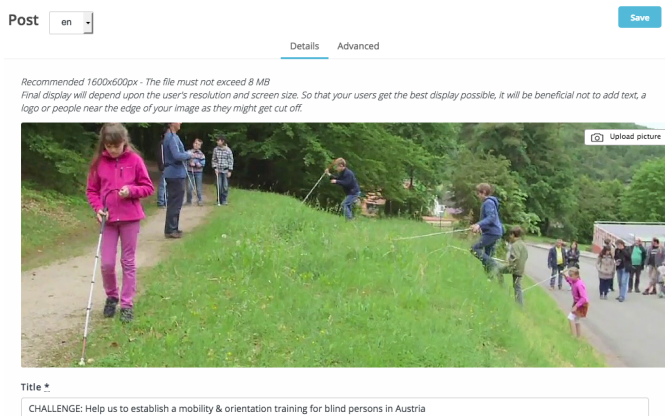 Post en Save
Details Advanced
Recommended 1600x600px - The file must not exceed 8 MB
Final display will depend upon the user's resolution and screen size. So that your users get the best display possible, it will be beneficial not to add text, a
logo or people near the edge of your image as they might get cut off.
Upload picture
Title *
CHALLENGE: Help us to establish a mobility & orientation training for blind persons in Austria